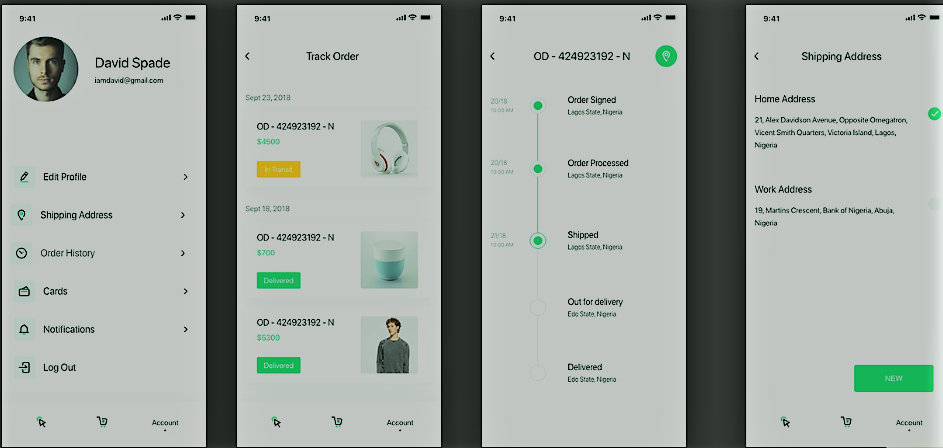 9:41
David Spade
iamdavid@gmail.com
Edit Profile
Shipping Address
Order History
Cards
Notifications
Log Out
Account
9:41
Track Order
Sept 23, 2018
OD - 424923192 - N
$4500
In Transit
Sept 18, 2018
OD - 424923192 - N
$700
Delivered
OD - 424923192 - N
$5300
Delivered
Account
9:41
OD - 424923192 - N
20/18
10:00 AM
Order Signed
Lagos State, Nigeria
20/18
10:00 AM
Order Processed
Lagos State, Nigeria
21/18
10:00 AM
Shipped
Lagos State, Nigeria
Out for delivery
Edo State, Nigeria
Delivered
Edo State, Nigeria
9:41
Shipping Address
Home Address
21, Alex Davidson Avenue, Opposite Omegatron,
Vicent Smith Quarters, Victoria Island, Lagos,
Nigeria
Work Address
19, Martins Crescent, Bank of Nigeria, Abuja,
Nigeria
NEW
Account